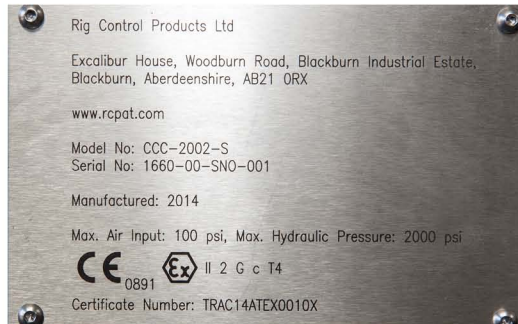 Rig Control Products Ltd
Excalibur House, Woodburn Road, Blackburn Industrial Estate,
Blackburn, Aberdeenshire, AB21 0RX
www.rcpat.com
Model No: CCC-2002-S
Serial No: 1660-00-SNO-001
Manufactured: 2014
Max. Air Input: 100 psi, Max. Hydraulic Pressure: 2000 psi
CE 0891 Ex II 2 G c T4
Certificate Number: TRAC14ATEX0010X